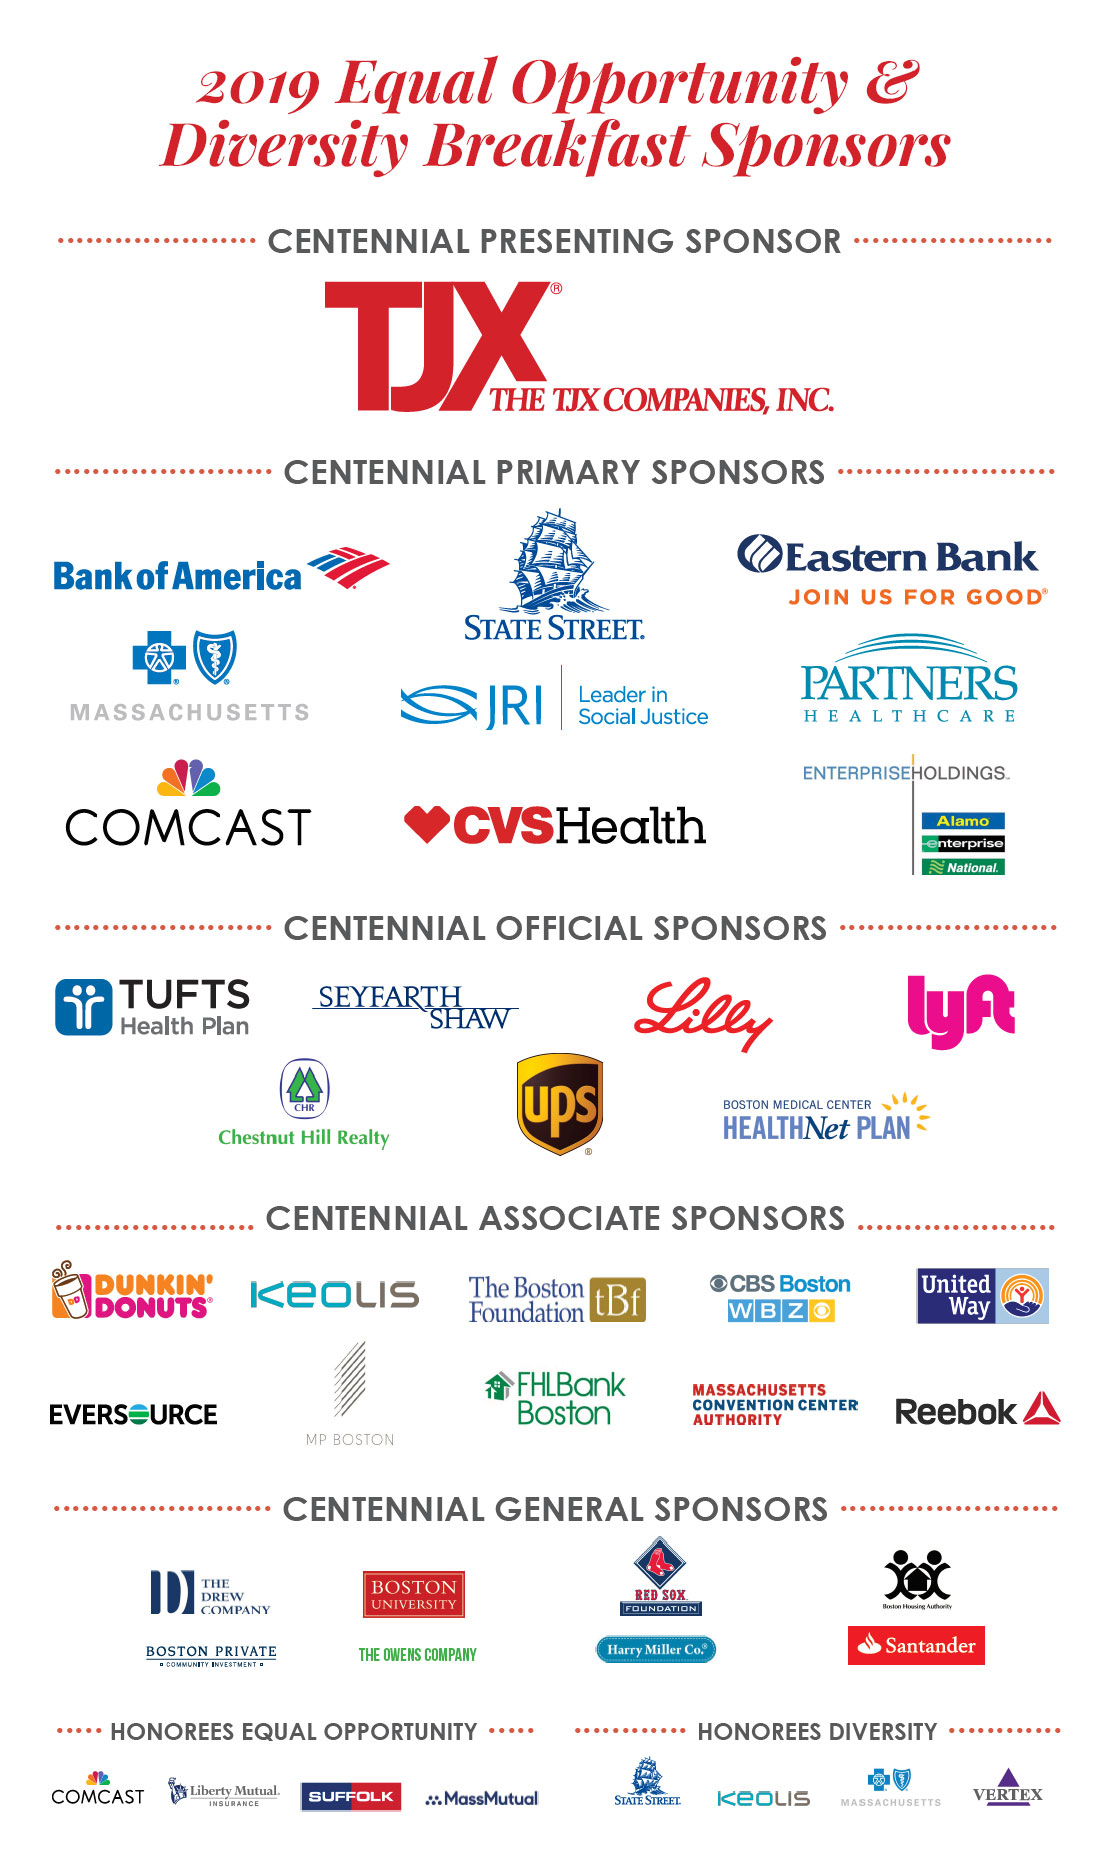 2019 Equal Opportunity &
Diversity Breakfast Sponsors
CENTENNIAL PRESENTING SPONSOR
TJX®
THE TJX COMPANIES, INC.
CENTENNIAL PRIMARY SPONSORS
Bank of America
STATE STREET.
Eastern Bank
JOIN US FOR GOOD®
MASSACHUSETTS
JRI
Leader in
Social Justice
PARTNERS
HEALTHCARE
COMCAST
CVSHealth
ENTERPRISEHOLDINGS
Alamo
enterprise
National.
CENTENNIAL OFFICIAL SPONSORS
TUFTS
Health Plan
SEYFARTH
SHAW
Lilly
lyft
CHR
Chestnut Hill Realty
ups
®
BOSTON MEDICAL CENTER
HEALTHNet PLAN
CENTENNIAL ASSOCIATE SPONSORS
DUNKIN'
DONUTS®
KEOLIS
The Boston
Foundation
tBf
CBS Boston
WBZ
United
Way
EVERSOURCE
MP BOSTON
FHLBank
Boston
MASSACHUSETTS
CONVENTION CENTER
AUTHORITY
Reebok
CENTENNIAL GENERAL SPONSORS
THE
DREW
COMPANY
BOSTON
UNIVERSITY
RED SOX
FOUNDATION
Boston Housing Authority
BOSTON PRIVATE
COMMUNITY INVESTMENT
THE OWENS COMPANY
Harry Miller Co.®
Santander
HONOREES EQUAL OPPORTUNITY
COMCAST
Liberty Mutual.
INSURANCE
SUFFOLK
MassMutual
HONOREES DIVERSITY
STATE STREET.
KEOLIS
MASSACHUSETTS
VERTEX